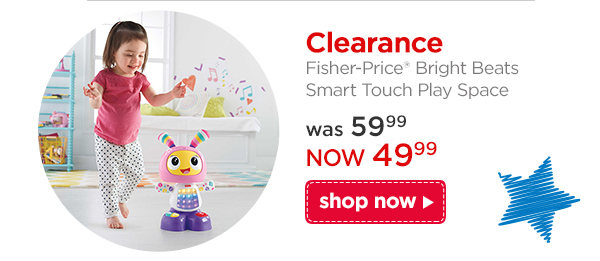 Clearance
Fisher-Price® Bright Beats
Smart Touch Play Space
was 59⁹⁹
NOW 49⁹⁹
shop now ▶